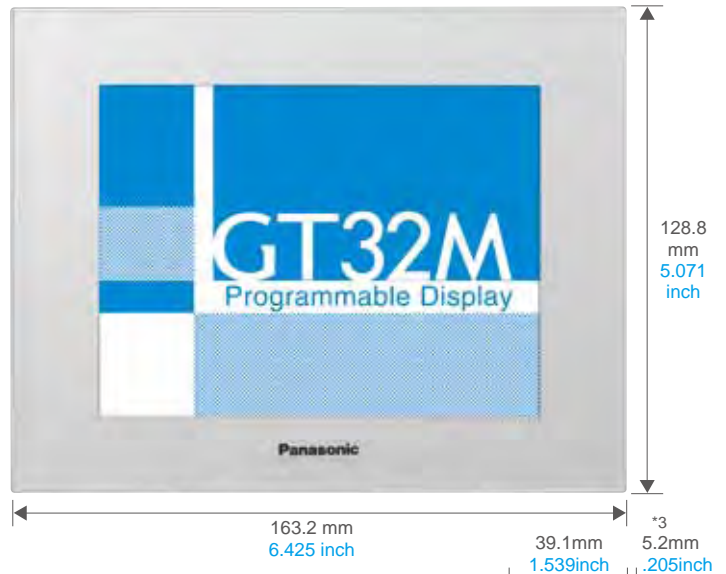 GT32M
Programmable Display
Panasonic
128.8
mm
5.071
inch
163.2 mm
6.425 inch
39.1mm
1.539inch
*3
5.2mm
.205inch